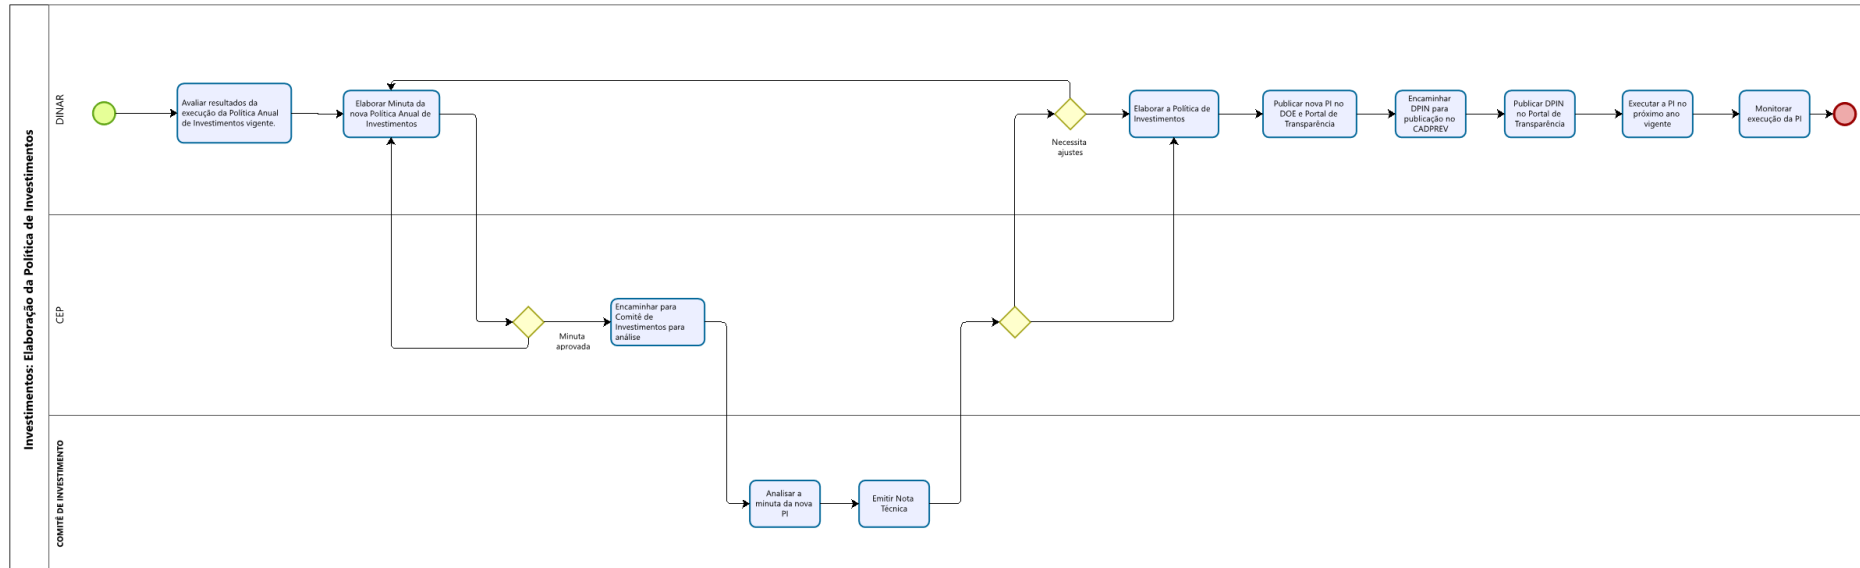 Investimentos: Elaboração da Política de Investimentos
DINAR
Avaliar resultados da
execução da Política Anual
de Investimentos vigente.
Elaborar Minuta da
nova Política Anual de
Investimentos
Necessita
ajustes
Elaborar a Política de
Investimentos
Publicar nova PI no
DOE e Portal de
Transparência
Encaminhar
DPIN para
publicação no
CADPREV
Publicar DPIN
no Portal de
Transparência
Executar a PI no
próximo ano
vigente
Monitorar
execução da PI
CEP
Minuta
aprovada
Encaminhar para
Comitê de
Investimentos para
análise
COMITÊ DE INVESTIMENTO
Analisar a
minuta da nova
PI
Emitir Nota
Técnica